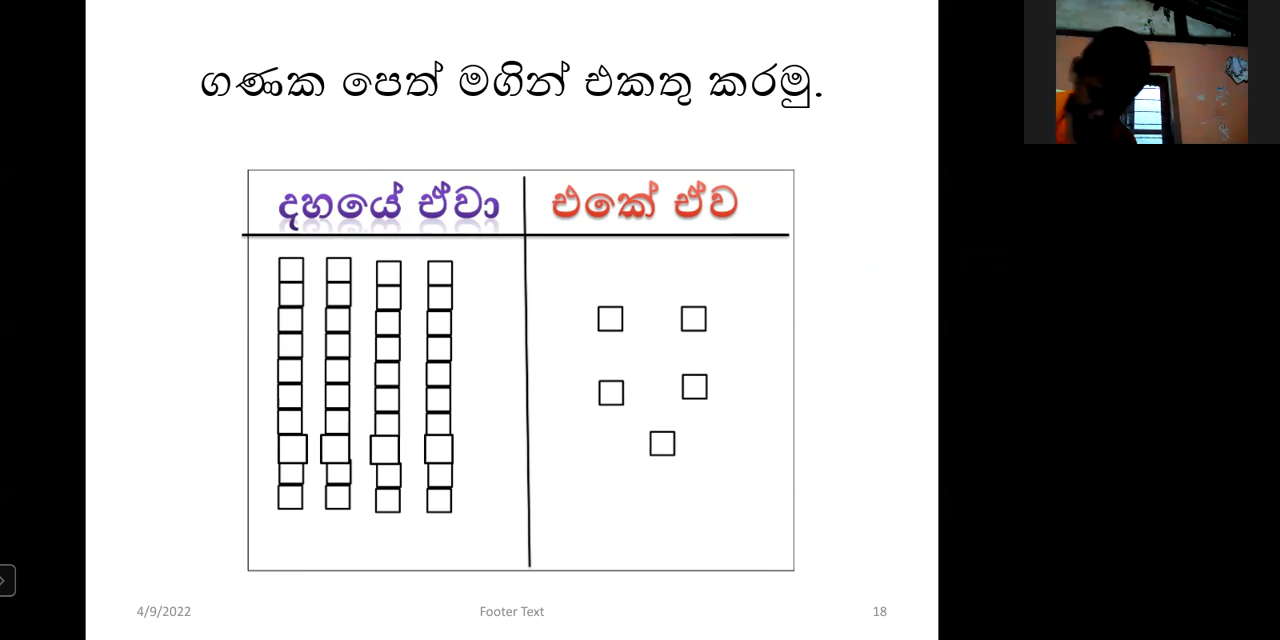 ගණක පෙත් මගින් එකතු කරමු.
දහයේ ඒවා
එකේ ඒව
4/9/2022
Footer Text
18